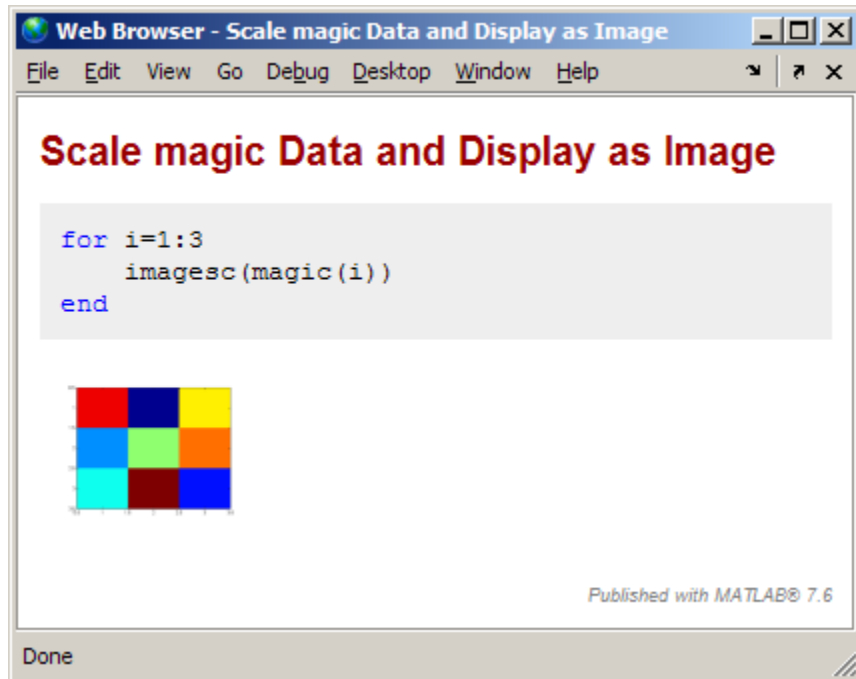 Web Browser - Scale magic Data and Display as Image
File Edit View Go Debug Desktop Window Help
Scale magic Data and Display as Image
for i=1:3
imagesc(magic(i))
end
Published with MATLAB® 7.6
Done